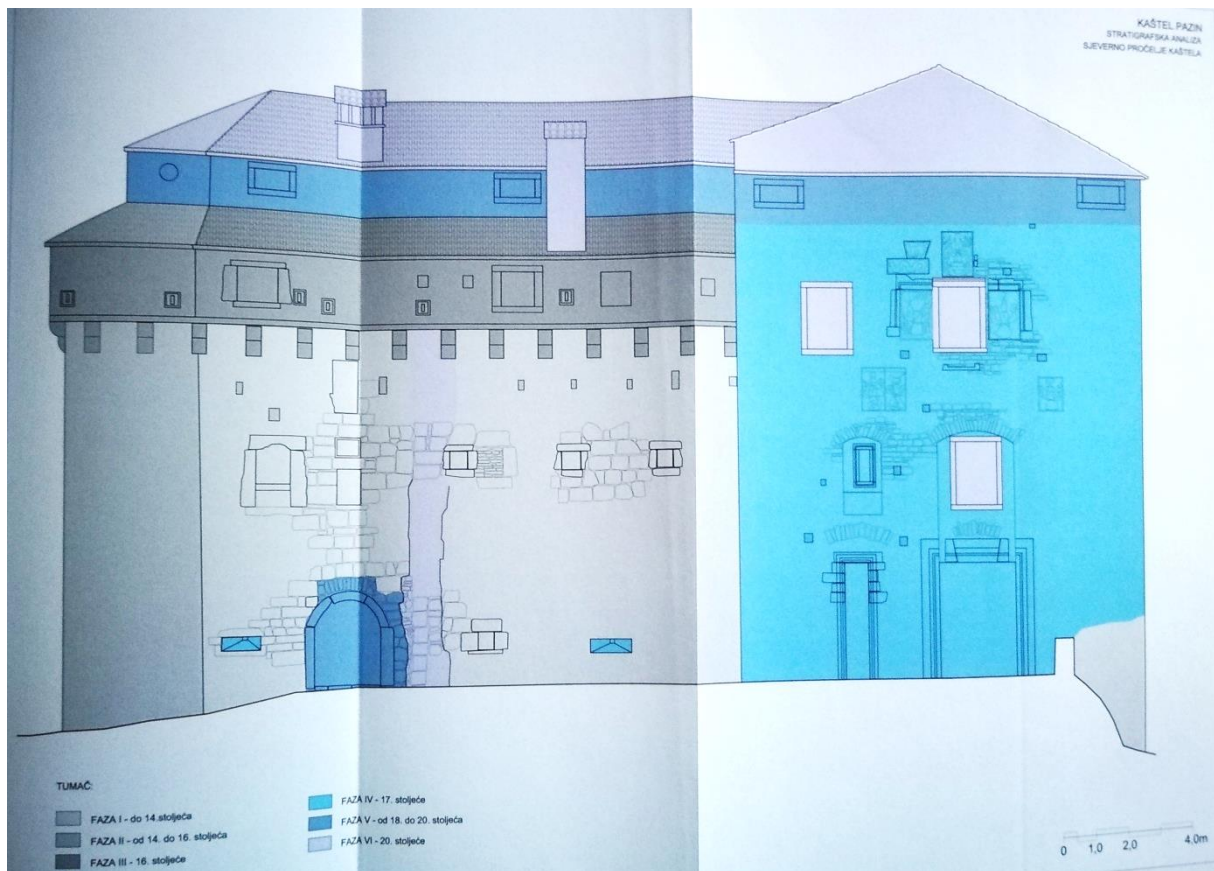 KAŠTEL PAZIN
STRATIGRAFSKA ANALIZA
SJEVERNO PROČELJE KAŠTELA
TUMAČ:
FAZA I - do 14.stoljeća
FAZA II - od 14. do 16. stoljeća
FAZA III - 16. stoljeće
FAZA IV - 17. stoljeće
FAZA V - od 18. do 20. stoljeća
FAZA VI - 20. stoljeće
0 1,0 2,0 4,0m